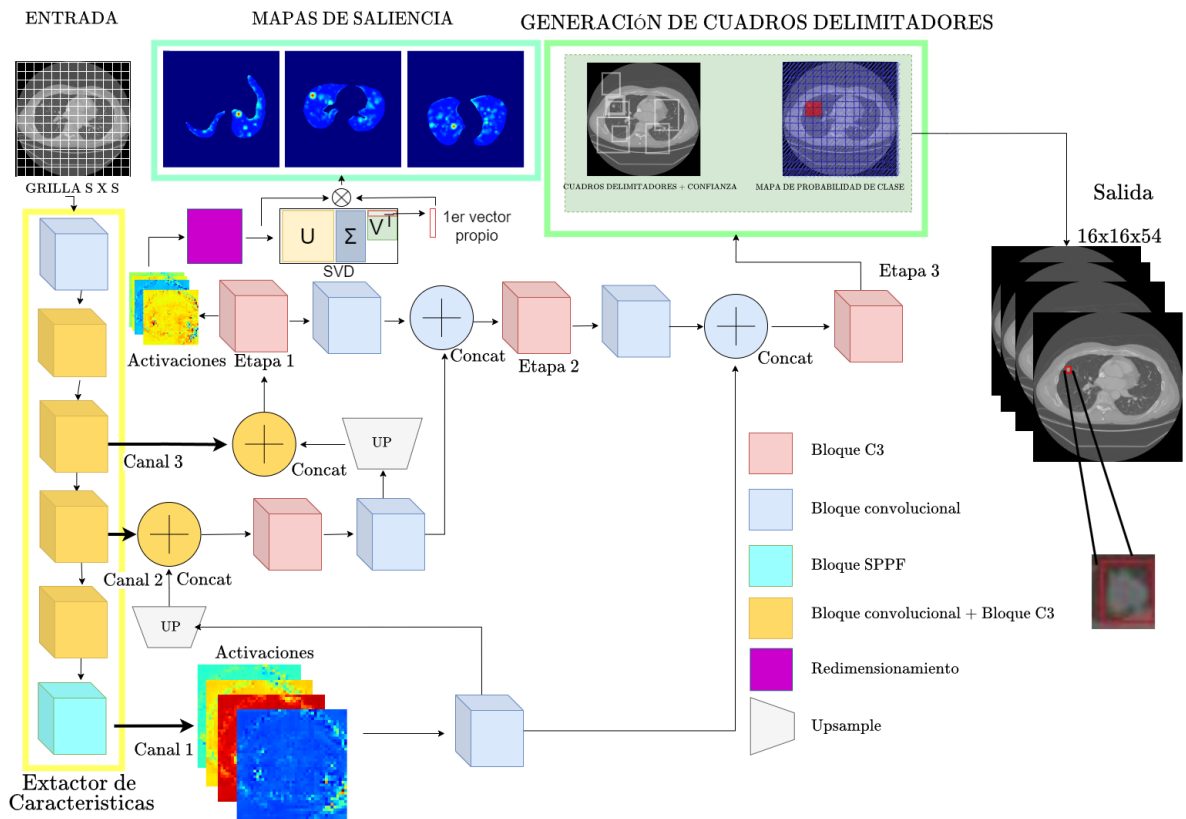 ENTRADA
MAPAS DE SALIENCIA
GENERACIÓN DE CUADROS DELIMITADORES
GRILLA S X S
CUADROS DELIMITADORES + CONFIANZA
MAPA DE PROBABILIDAD DE CLASE
U
Σ
V
T
SVD
1er vector
propio
Salida
16x16x54
Etapa 3
Activaciones
Etapa 1
Concat
Etapa 2
Concat
UP
Canal 3
Concat
Canal 2
Concat
UP
Activaciones
Canal 1
Extactor de
Caracteristicas
Bloque C3
Bloque convolucional
Bloque SPPF
Bloque convolucional + Bloque C3
Redimensionamiento
Upsample